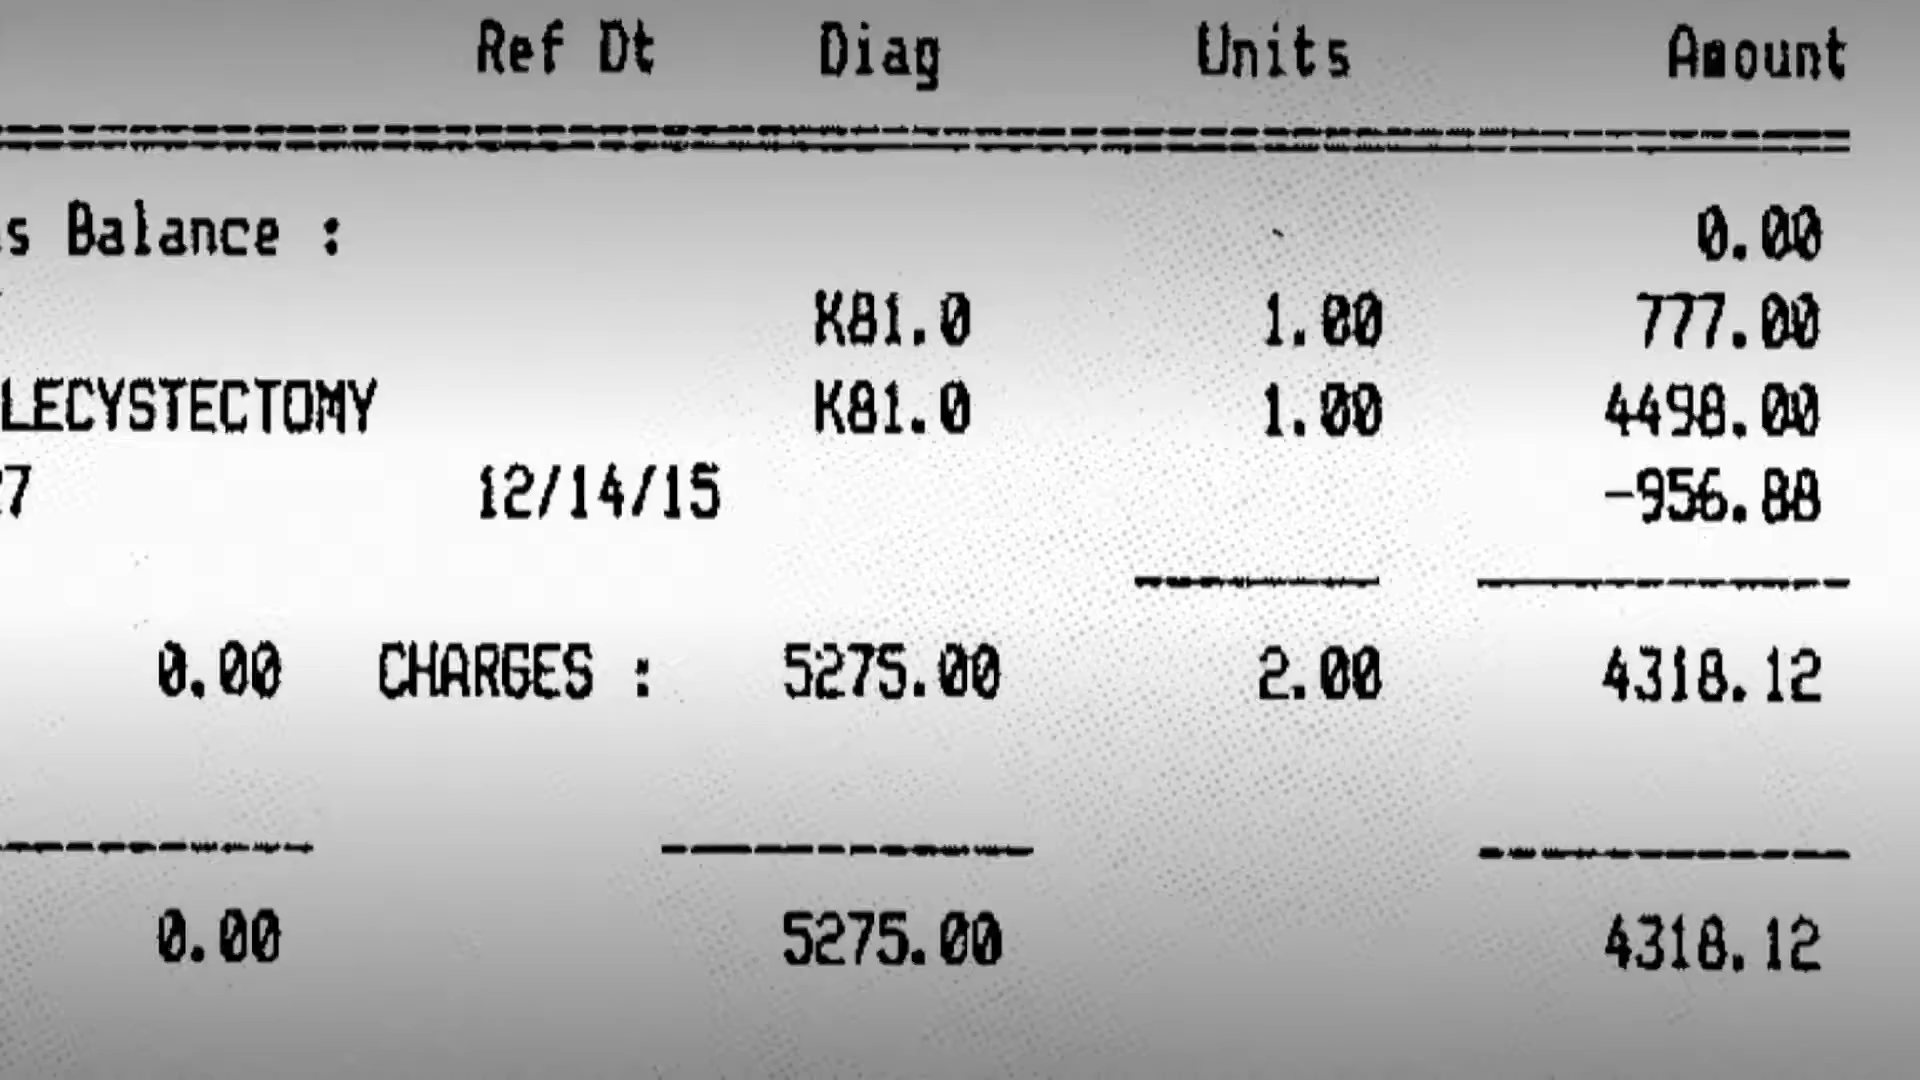 Ref Dt Diag Units Amount
s Balance : 0.00
K81.0 1.00 777.00
LECYSTECTOMY K81.0 1.00 4498.00
27 12/14/15 -956.88
0.00 CHARGES : 5275.00 2.00 4318.12
0.00 5275.00 4318.12